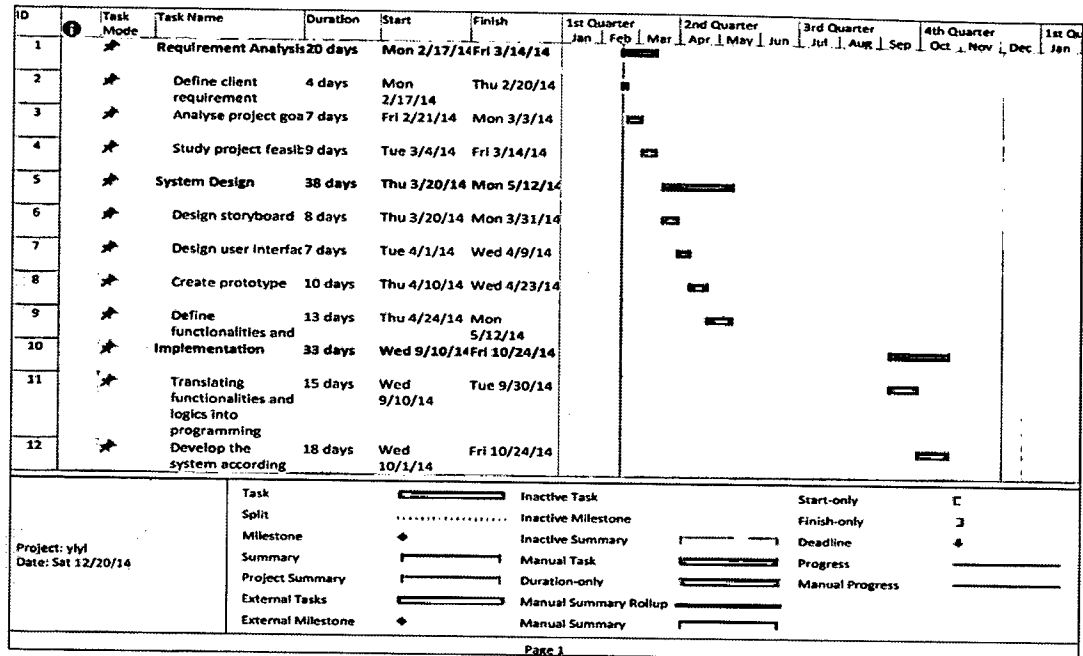 ID Task Mode Task Name Duration Start Finish 1st Quarter 2nd Quarter 3rd Quarter 4th Quarter 1st Qu
Jan Feb Mar Apr May Jun Jul Aug Sep Oct Nov Dec Jan
1 Requirement Analysis 20 days Mon 2/17/14 Fri 3/14/14
2 Define client requirement 4 days Mon 2/17/14 Thu 2/20/14
3 Analyse project goa 7 days Fri 2/21/14 Mon 3/3/14
4 Study project feasib 9 days Tue 3/4/14 Fri 3/14/14
5 System Design 38 days Thu 3/20/14 Mon 5/12/14
6 Design storyboard 8 days Thu 3/20/14 Mon 3/31/14
7 Design user interfac 7 days Tue 4/1/14 Wed 4/9/14
8 Create prototype 10 days Thu 4/10/14 Wed 4/23/14
9 Define functionalities and 13 days Thu 4/24/14 Mon 5/12/14
10 Implementation 33 days Wed 9/10/14 Fri 10/24/14
11 Translating functionalities and logics into programming 15 days Wed 9/10/14 Tue 9/30/14
12 Develop the system according 18 days Wed 10/1/14 Fri 10/24/14
Project: ylyl
Date: Sat 12/20/14
Task Inactive Task Start-only
Split Inactive Milestone Finish-only
Milestone Inactive Summary Deadline
Summary Manual Task Progress
Project Summary Duration-only Manual Progress
External Tasks Manual Summary Rollup
External Milestone Manual Summary
Page 1